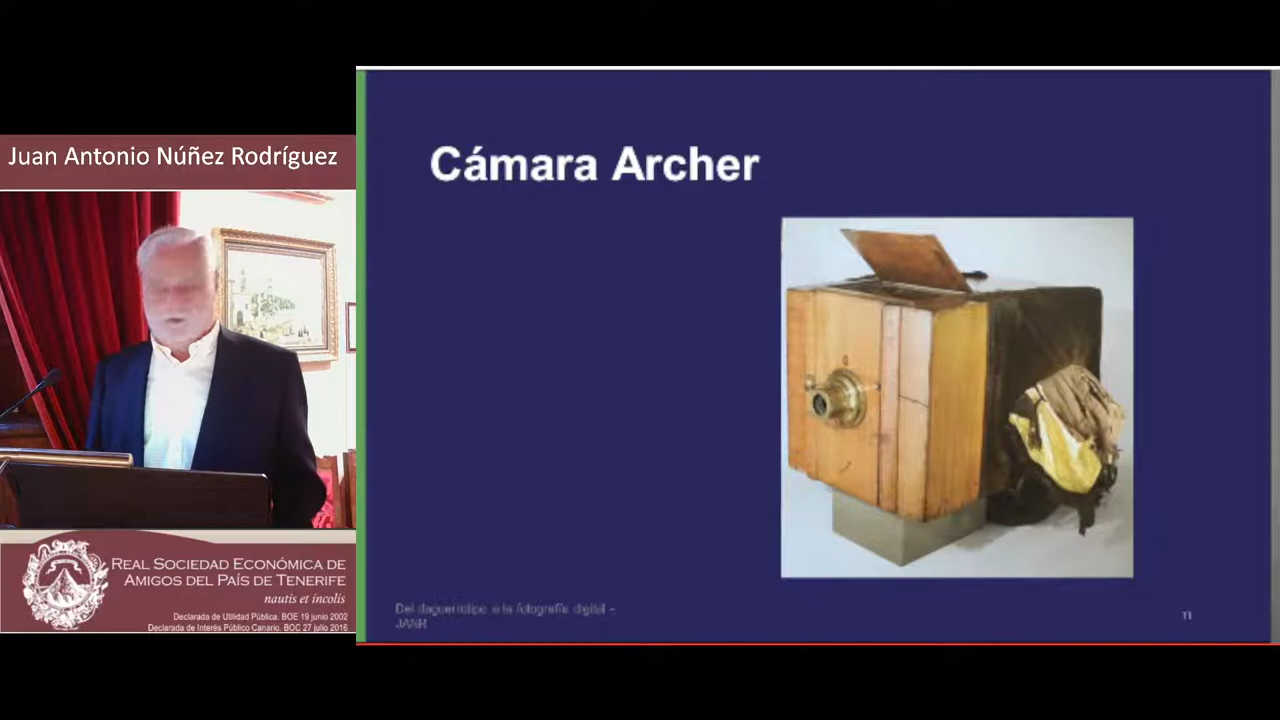 Juan Antonio Núñez Rodríguez
REAL SOCIEDAD ECONÓMICA DE
AMIGOS DEL PAÍS DE TENERIFE
nautis et incolis
Declarada de Utilidad Pública. BOE 19 junio 2002
Declarada de Interés Público Canario. BOC 27 julio 2016
Cámara Archer
Del daguerrotipo a la fotografía digital –
JANR
11